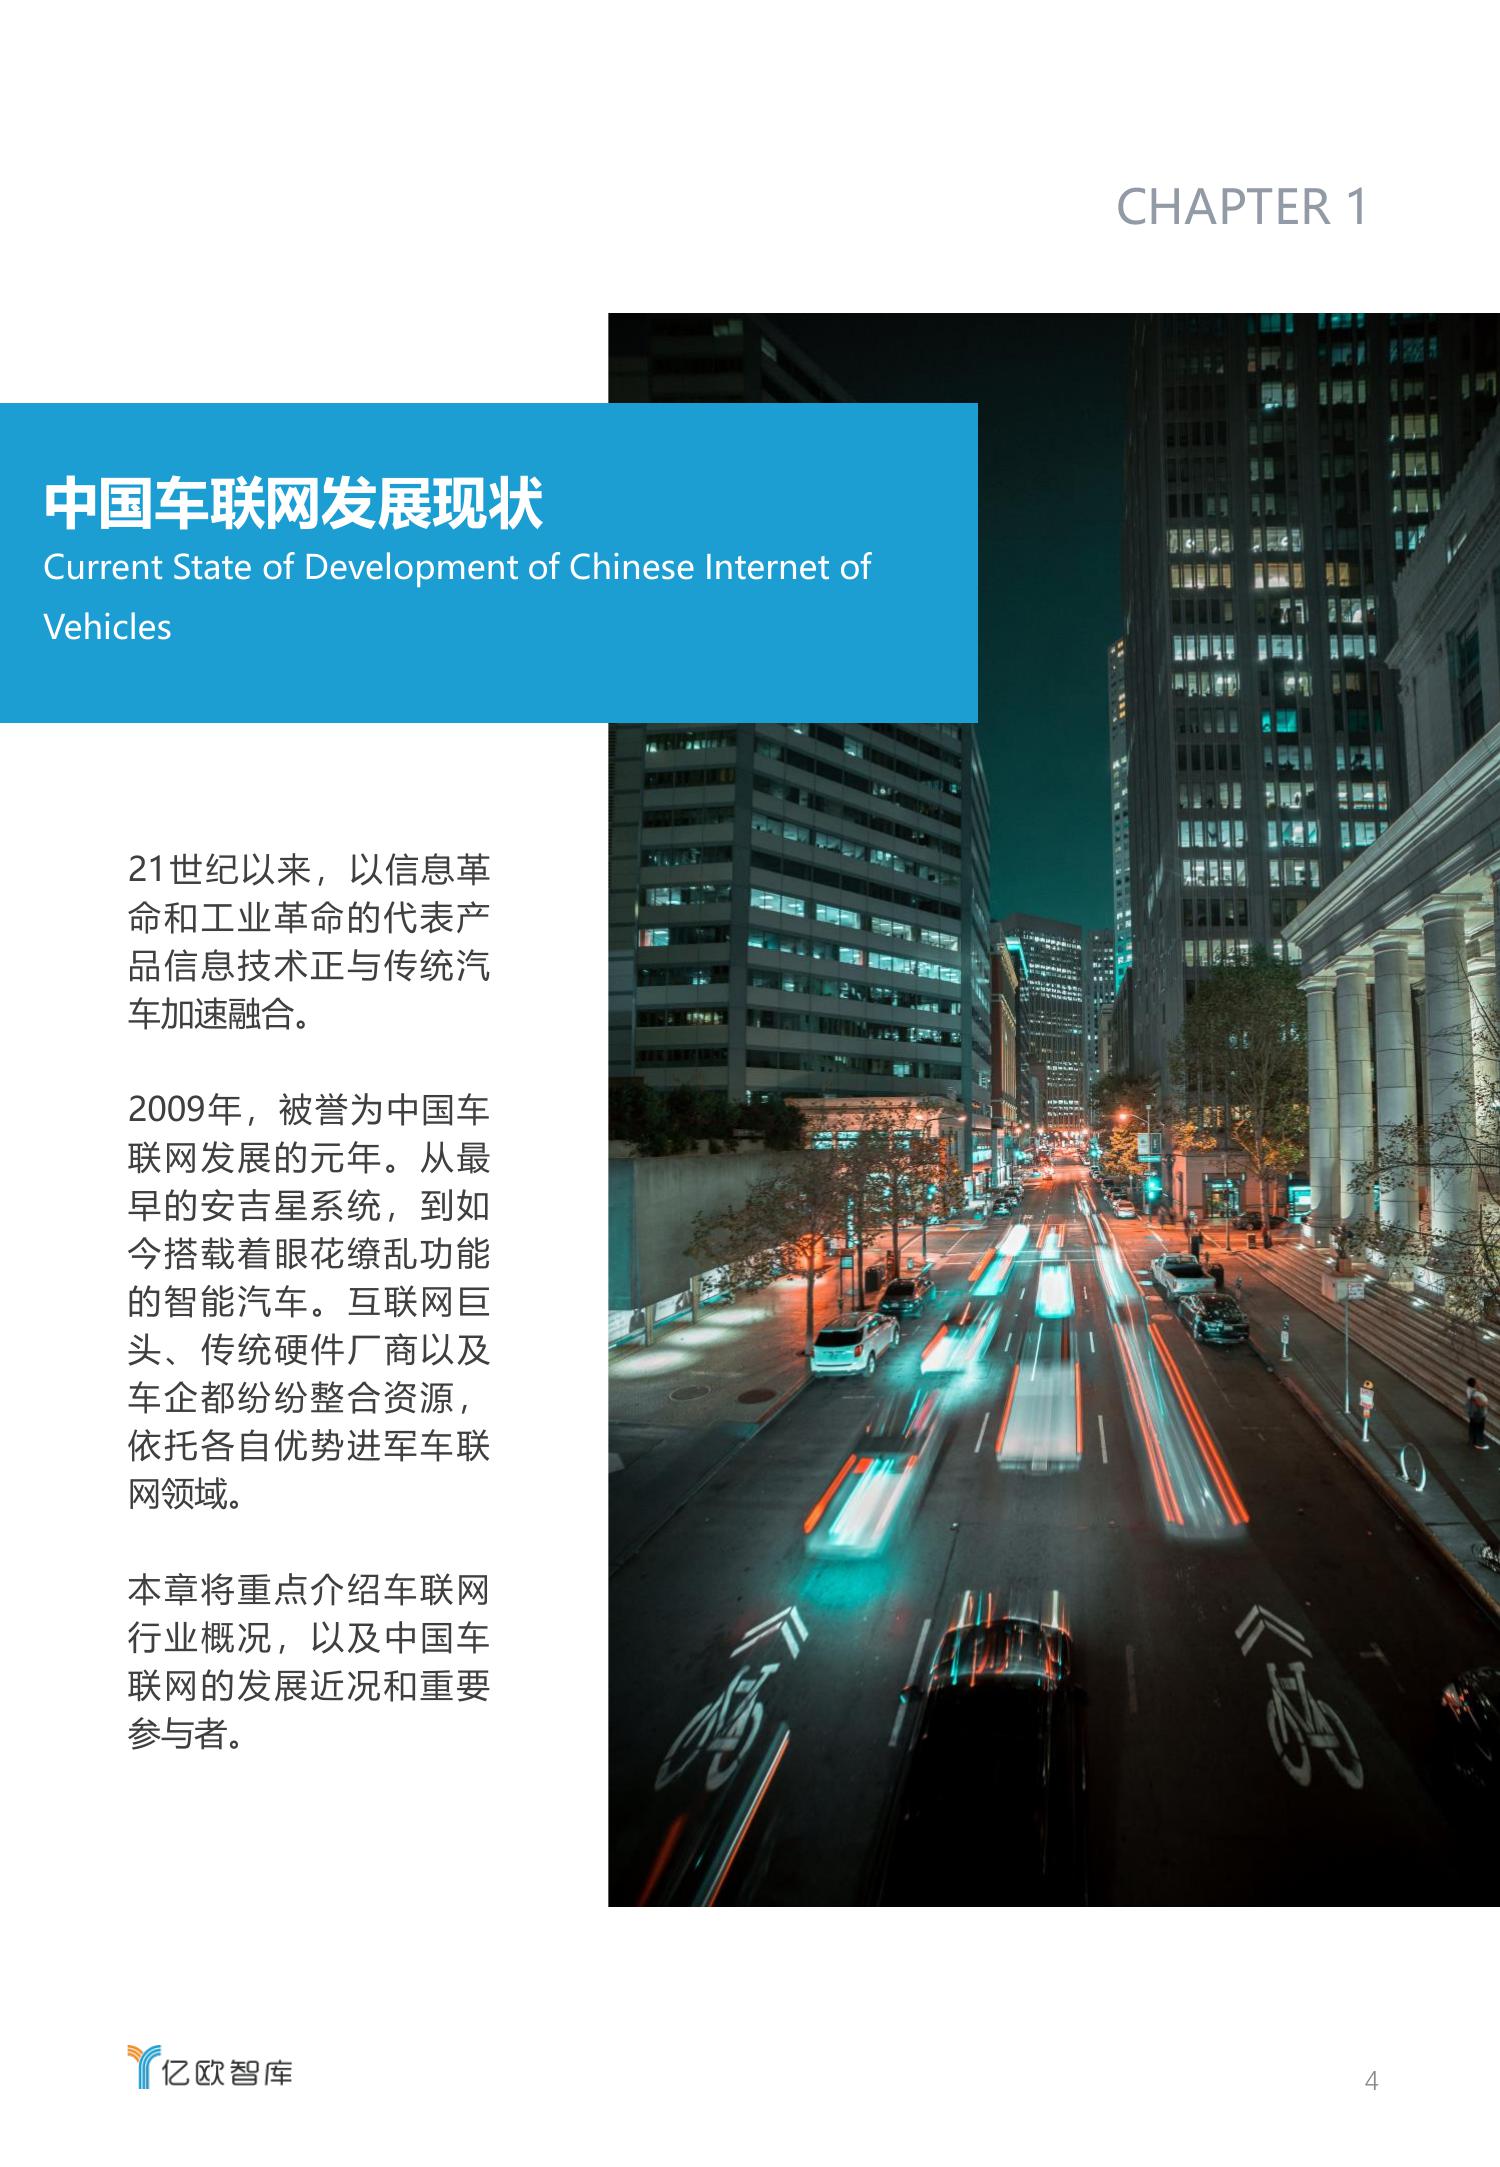 CHAPTER 1
中国车联网发展现状
Current State of Development of Chinese Internet of
Vehicles
21世纪以来，以信息革
命和工业革命的代表产
品信息技术正与传统汽
车加速融合。
2009年，被誉为中国车
联网发展的元年。从最
早的安吉星系统，到如
今搭载着眼花缭乱功能
的智能汽车。互联网巨
头、传统硬件厂商以及
车企都纷纷整合资源，
依托各自优势进军车联
网领域。
本章将重点介绍车联网
行业概况，以及中国车
联网的发展近况和重要
参与者。
亿欧智库
4